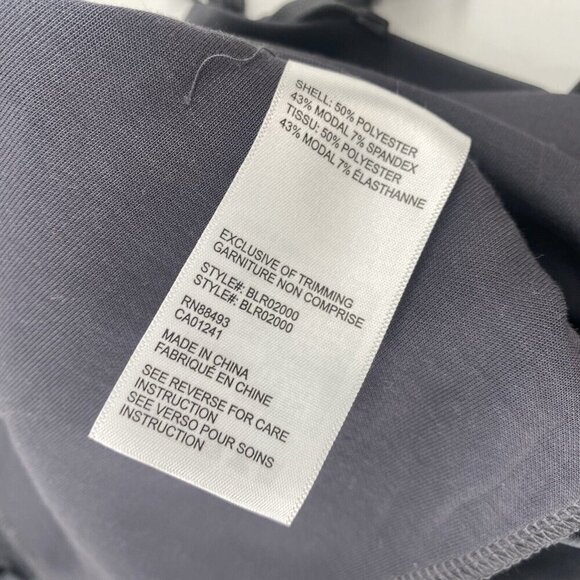 SHELL: 50% POLYESTER
43% MODAL 7% SPANDEX
TISSU: 50% POLYESTER
43% MODAL 7% ÉLASTHANNE
EXCLUSIVE OF TRIMMING
GARNITURE NON COMPRISE
STYLE#: BLR02000
STYLE#: BLR02000
RN88493
CA01241
MADE IN CHINA
FABRIQUÉ EN CHINE
SEE REVERSE FOR CARE
INSTRUCTION
SEE VERSO POUR SOINS
INSTRUCTION